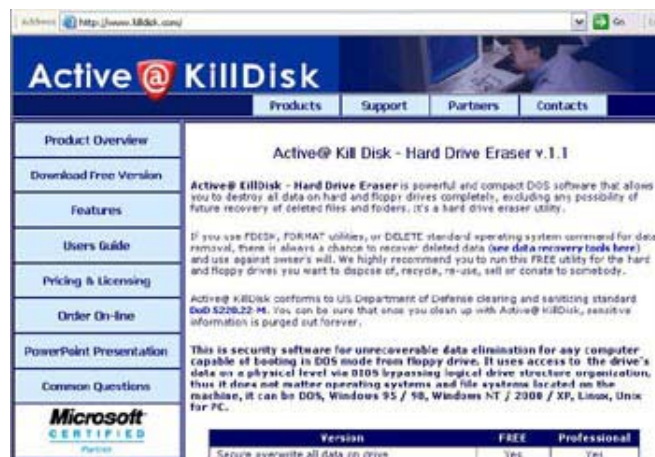 Address http://www.killdisk.com/ Go
Active@ KillDisk
Products Support Partners Contacts
Product Overview
Download Free Version
Features
Users Guide
Pricing & Licensing
Order On-line
PowerPoint Presentation
Common Questions
Microsoft
CERTIFIED
Partner
Active@ Kill Disk - Hard Drive Eraser v.1.1
Active@ KillDisk - Hard Drive Eraser is powerful and compact DOS software that allows
you to destroy all data on hard and floppy drives completely, excluding any possibility of
future recovery of deleted files and folders. It's a hard drive eraser utility.
If you use FDISK, FORMAT utilities, or DELETE standard operating system command for data
removal, there is always a chance to recover deleted data (see data recovery tools here)
and use against owner's will. We highly recommend you to run this FREE utility for the hard
and floppy drives you want to dispose of, recycle, re-use, sell or donate to somebody.
Active@ KillDisk conforms to US Department of Defense clearing and sanitizing standard
DoD 5220.22-M. You can be sure that once you clean up with Active@ KillDisk, sensitive
information is purged out forever.
This is security software for unrecoverable data elimination for any computer
capable of booting in DOS mode from floppy drive. It uses access to the drive's
data on a physical level via BIOS bypassing logical drive structure organization,
thus it does not matter operating systems and file systems located on the
machine, it can be DOS, Windows 95 / 98, Windows NT / 2000 / XP, Linux, Unix
for PC.
Version FREE Professional
Secure overwrite all data on drive Yes Yes